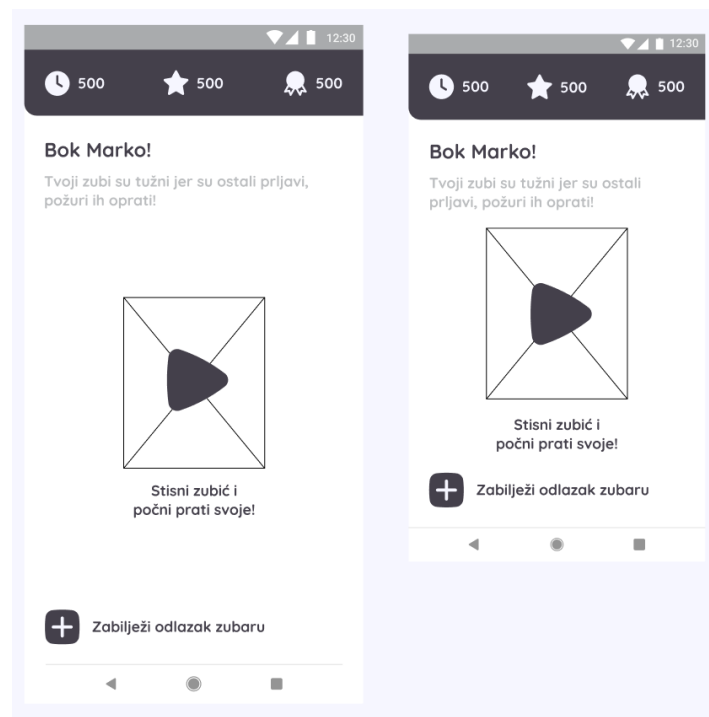 12:30
500 500 500
Bok Marko!
Tvoji zubi su tužni jer su ostali prljavi,
požuri ih oprati!
Stisni zubić i
počni prati svoje!
Zabilježi odlazak zubaru
12:30
500 500 500
Bok Marko!
Tvoji zubi su tužni jer su ostali
prljavi, požuri ih oprati!
Stisni zubić i
počni prati svoje!
Zabilježi odlazak zubaru